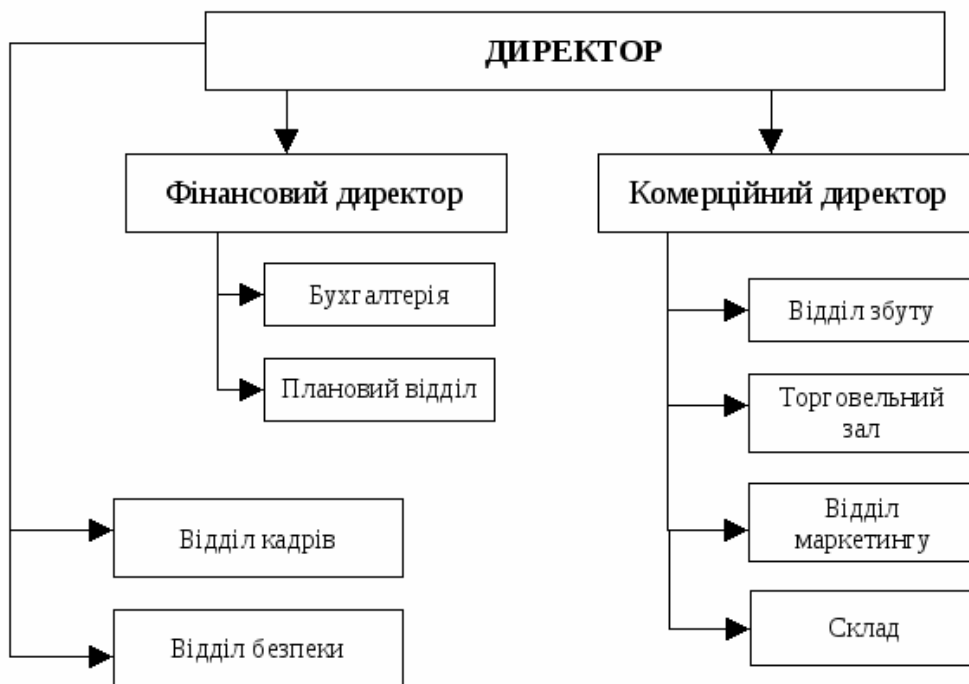 ДИРЕКТОР
Фінансовий директор
Комерційний директор
Бухгалтерія
Плановий відділ
Відділ збуту
Торговельний
зал
Відділ
маркетингу
Склад
Відділ кадрів
Відділ безпеки